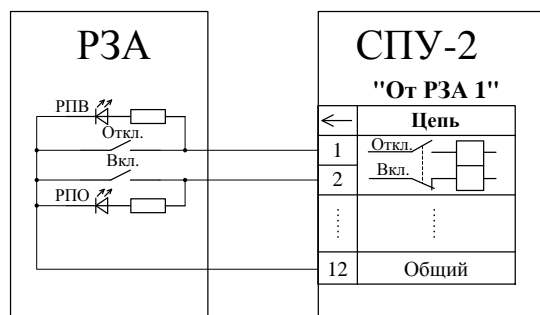 РЗА
РПВ
Откл.
Вкл.
РПО
СПУ-2
"От РЗА 1"
Цепь
1 Откл.
2 Вкл.
12 Общий